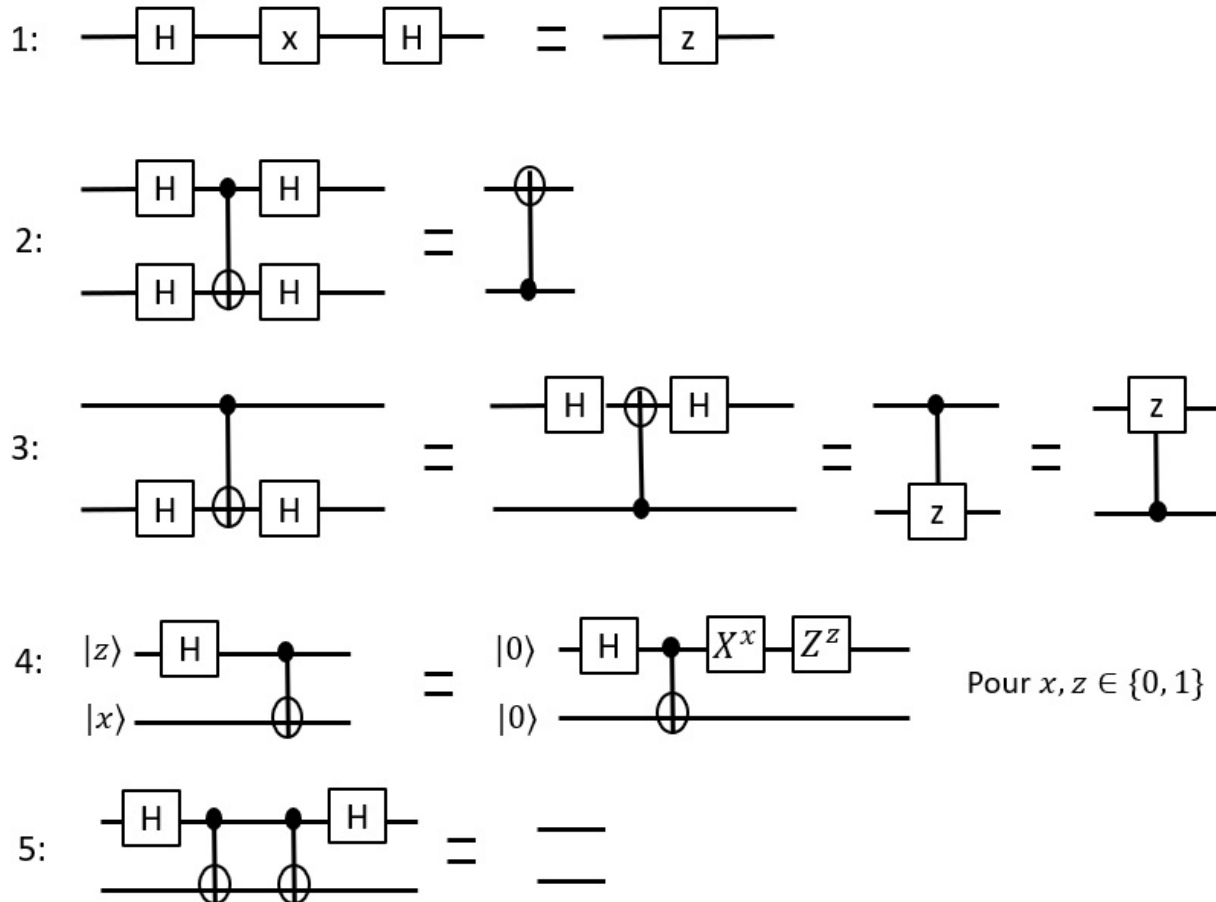 1: H x H = z
H H
2: =
H H
H H z
3: = = =
H H z
4: |z⟩ H = |0⟩ H X^x Z^z
|x⟩ |0⟩ Pour x, z ∈ {0, 1}
H H
5: =